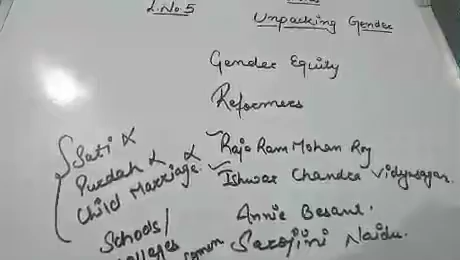 L.No.5
Unpacking Gender
Gender Equity
Reformers
Sati x
Purdah x x
Child Marriage.
Raja Ram Mohan Roy
Ishwar Chandra Vidyasagar.
Annie Besant.
Sarojini Naidu.
Schools/